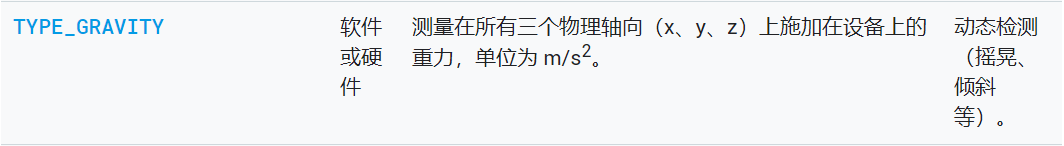 TYPE_GRAVITY
软件
或硬
件
测量在所有三个物理轴向（x、y、z）上施加在设备上的
重力，单位为 m/s²。
动态检测
（摇晃、
倾斜
等）。